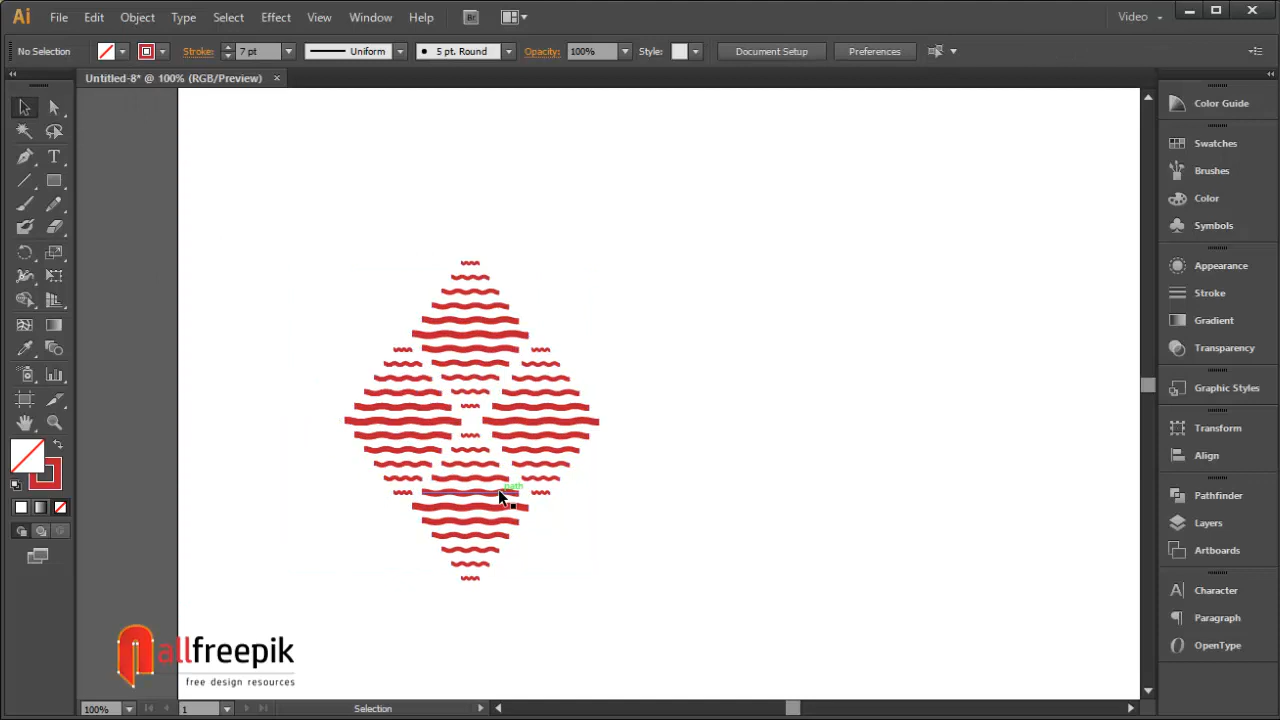 Ai File Edit Object Type Select Effect View Window Help Br Video
No Selection Stroke: 7 pt Uniform 5 pt. Round Opacity: 100% Style: Document Setup Preferences
Untitled-8* @ 100% (RGB/Preview) ×
Color Guide
Swatches
Brushes
Color
Symbols
Appearance
Stroke
Gradient
Transparency
Graphic Styles
Transform
Align
Pathfinder
Layers
Artboards
Character
Paragraph
OpenType
path
allfreepik
free design resources
100% 1 Selection